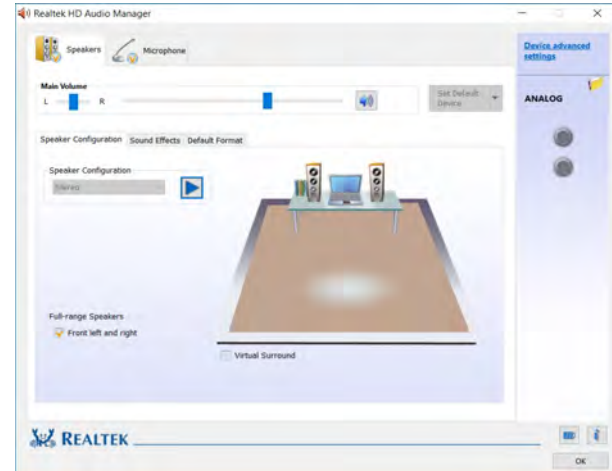 Realtek HD Audio Manager
Speakers
Microphone
Device advanced
settings
Main Volume
L
R
Set Default
Device
ANALOG
Speaker Configuration
Sound Effects
Default Format
Speaker Configuration
Stereo
Full-range Speakers
Front left and right
Virtual Surround
REALTEK
OK